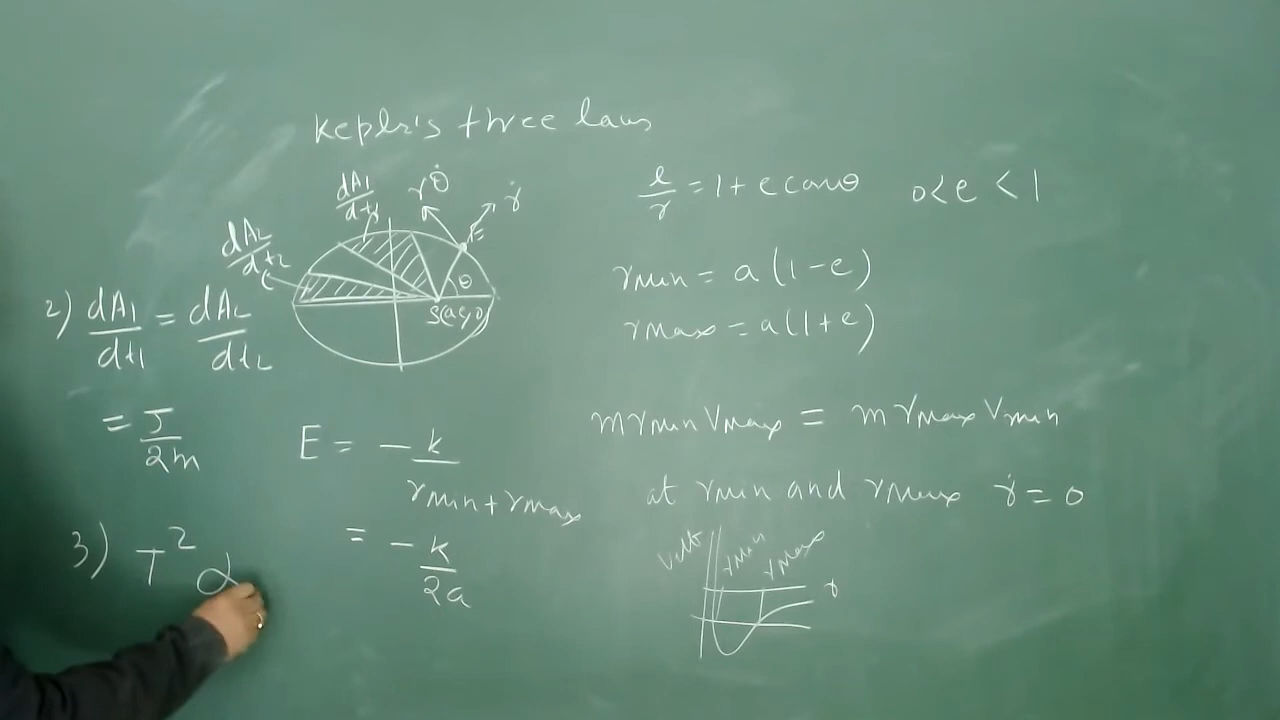 Kepler's three laws
dA1/dt1
rθ̇
ṙ
E
dA2/dt2
θ
2) dA1/dt1 = dA2/dt2
= J/2m
3) T² α
E = - k/(rmin + rmax)
= - k/2a
l/r = 1 + e cosθ 0 < e < 1
rmin = a(1-e)
rmax = a(1+e)
m rmin Vmax = m rmax Vmin
at rmin and rmax ṙ = 0
rmin rmax
r